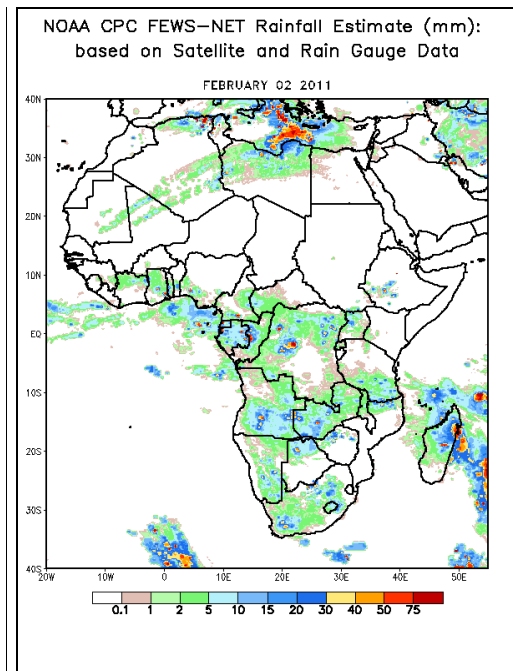 NOAA CPC FEWS-NET Rainfall Estimate (mm):
based on Satellite and Rain Gauge Data
FEBRUARY 02 2011
40N
30N
20N
10N
EQ
10S
20S
30S
40S
20W 10W 0 10E 20E 30E 40E 50E
0.1 1 2 5 10 15 20 30 40 50 75